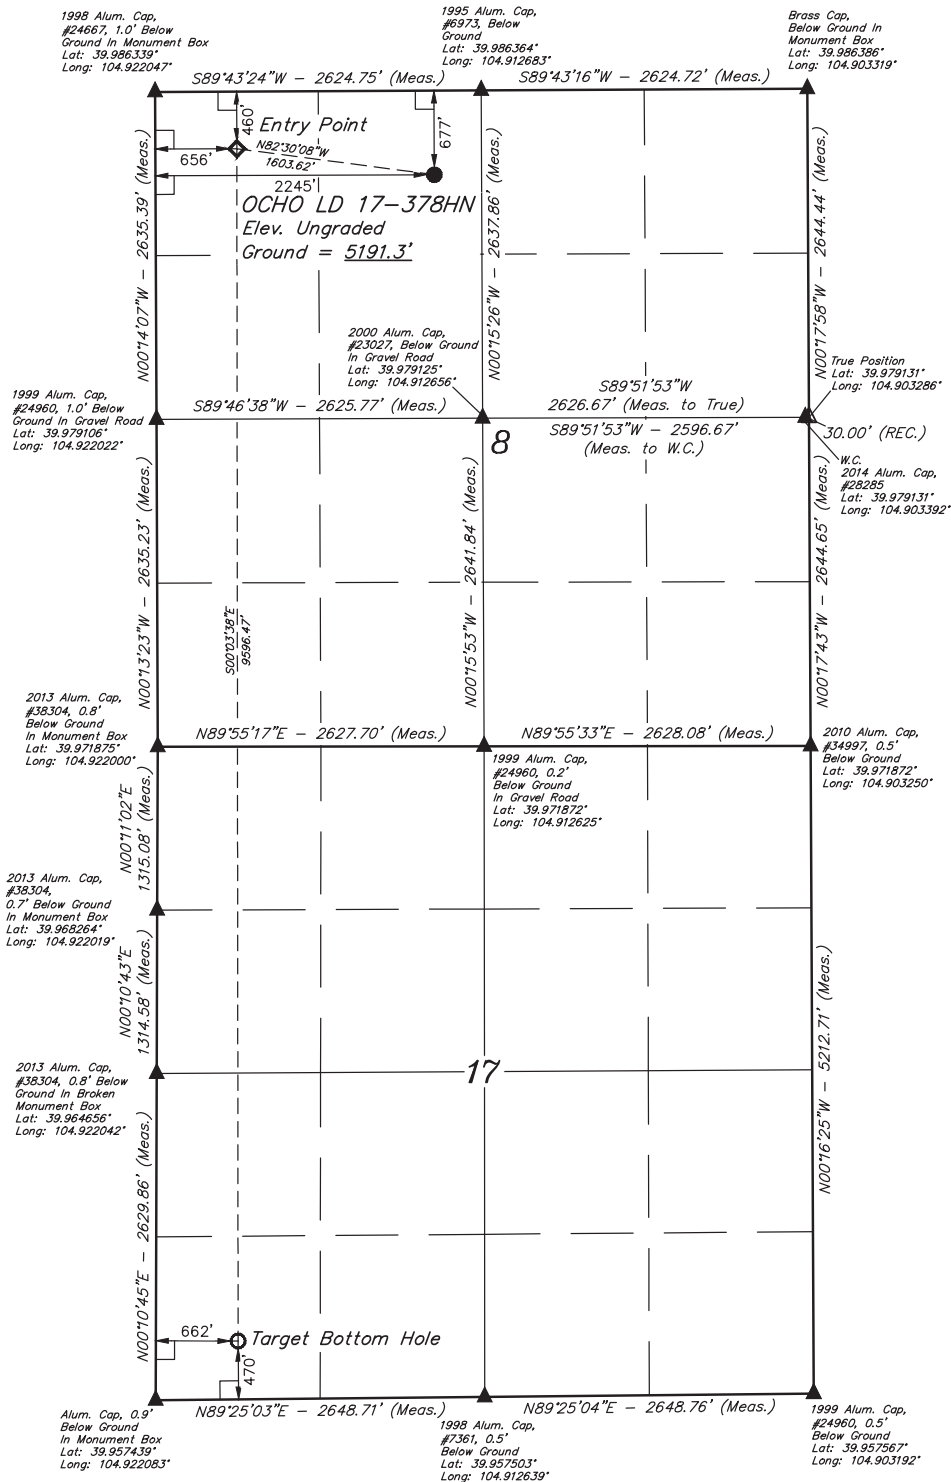 1998 Alum. Cap,
#24667, 1.0' Below
Ground In Monument Box
Lat: 39.986339°
Long: 104.922047°
1995 Alum. Cap,
#6973, Below
Ground
Lat: 39.986364°
Long: 104.912683°
Brass Cap,
Below Ground In
Monument Box
Lat: 39.986386°
Long: 104.903319°
S89°43'24"W - 2624.75' (Meas.)
S89°43'16"W - 2624.72' (Meas.)
460'
677'
Entry Point
656'
N82°30'08"W
1603.62'
2245'
OCHO LD 17-378HN
Elev. Ungraded
Ground = 5191.3'
N00°14'07"W - 2635.39' (Meas.)
N00°15'26"W - 2637.86' (Meas.)
N00°17'58"W - 2644.44' (Meas.)
2000 Alum. Cap,
#23027, Below Ground
In Gravel Road
Lat: 39.979125°
Long: 104.912656°
True Position
Lat: 39.979131°
Long: 104.903286°
1999 Alum. Cap,
#24960, 1.0' Below
Ground In Gravel Road
Lat: 39.979106°
Long: 104.922022°
S89°46'38"W - 2625.77' (Meas.)
S89°51'53"W
2626.67' (Meas. to True)
S89°51'53"W - 2596.67'
(Meas. to W.C.)
30.00' (REC.)
8
W.C.
2014 Alum. Cap,
#28285
Lat: 39.979131°
Long: 104.903392°
N00°13'23"W - 2635.23' (Meas.)
S00°03'38"E
9596.47'
N00°15'53"W - 2641.84' (Meas.)
N00°17'43"W - 2644.65' (Meas.)
2013 Alum. Cap,
#38304, 0.8'
Below Ground
In Monument Box
Lat: 39.971875°
Long: 104.922000°
N89°55'17"E - 2627.70' (Meas.)
N89°55'33"E - 2628.08' (Meas.)
2010 Alum. Cap,
#34997, 0.5'
Below Ground
Lat: 39.971872°
Long: 104.903250°
1999 Alum. Cap,
#24960, 0.2'
Below Ground
In Gravel Road
Lat: 39.971872°
Long: 104.912625°
N00°11'02"E
1315.08' (Meas.)
2013 Alum. Cap,
#38304,
0.7' Below Ground
In Monument Box
Lat: 39.968264°
Long: 104.922019°
N00°10'43"E
1314.58' (Meas.)
N00°16'25"W - 5212.71' (Meas.)
2013 Alum. Cap,
#38304, 0.8' Below
Ground In Broken
Monument Box
Lat: 39.964656°
Long: 104.922042°
17
N00°10'45"E - 2629.86' (Meas.)
662'
Target Bottom Hole
470'
N89°25'03"E - 2648.71' (Meas.)
N89°25'04"E - 2648.76' (Meas.)
Alum. Cap, 0.9'
Below Ground
In Monument Box
Lat: 39.957439°
Long: 104.922083°
1998 Alum. Cap,
#7361, 0.5'
Below Ground
Lat: 39.957503°
Long: 104.912639°
1999 Alum. Cap,
#24960, 0.5'
Below Ground
Lat: 39.957567°
Long: 104.903192°